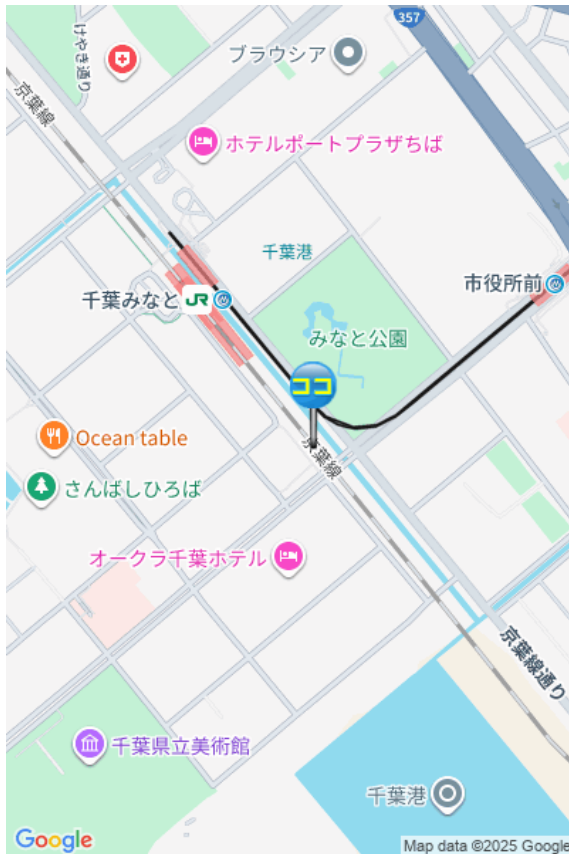 357
けやき通り
ブラウシア
京葉線
ホテルポートプラザちば
千葉港
市役所前
千葉みなと
JR
みなと公園
ココ
Ocean table
京葉線
さんばしひろば
オークラ千葉ホテル
京葉線通り
千葉県立美術館
千葉港
Google
Map data ©2025 Google